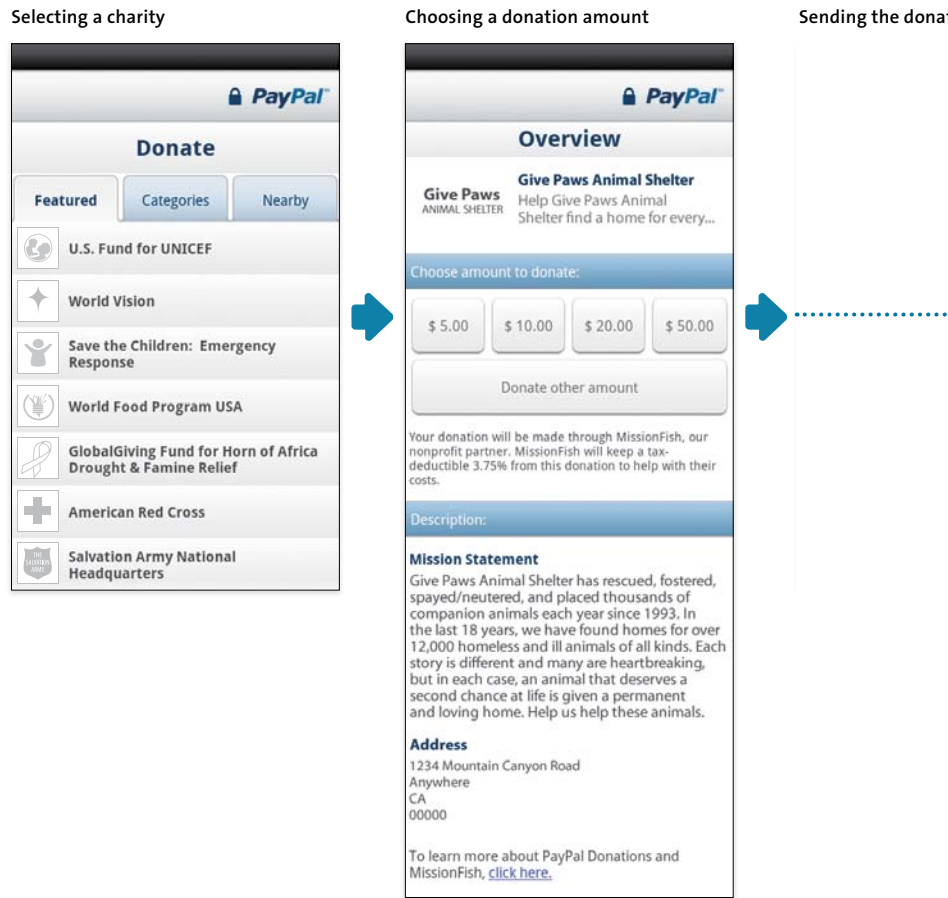 Selecting a charity
PayPal™
Donate
Featured
Categories
Nearby
U.S. Fund for UNICEF
World Vision
Save the Children: Emergency
Response
World Food Program USA
GlobalGiving Fund for Horn of Africa
Drought & Famine Relief
American Red Cross
THE
SALVATION
ARMY
Salvation Army National
Headquarters
Choosing a donation amount
PayPal™
Overview
Give Paws
ANIMAL SHELTER
Give Paws Animal Shelter
Help Give Paws Animal
Shelter find a home for every...
Choose amount to donate:
$ 5.00
$ 10.00
$ 20.00
$ 50.00
Donate other amount
Your donation will be made through MissionFish, our
nonprofit partner. MissionFish will keep a tax-
deductible 3.75% from this donation to help with their
costs.
Description:
Mission Statement
Give Paws Animal Shelter has rescued, fostered,
spayed/neutered, and placed thousands of
companion animals each year since 1993. In
the last 18 years, we have found homes for over
12,000 homeless and ill animals of all kinds. Each
story is different and many are heartbreaking,
but in each case, an animal that deserves a
second chance at life is given a permanent
and loving home. Help us help these animals.
Address
1234 Mountain Canyon Road
Anywhere
CA
00000
To learn more about PayPal Donations and
MissionFish, click here.
Sending the